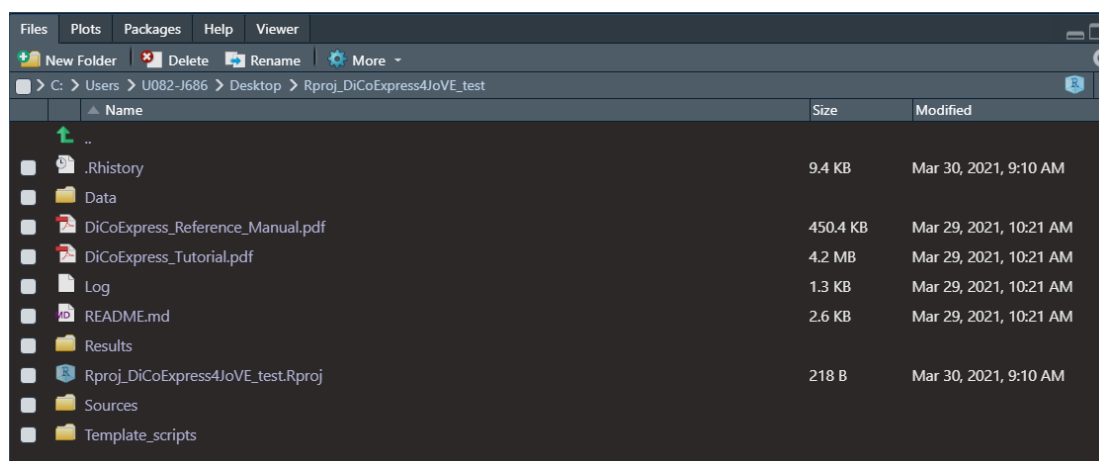 Files Plots Packages Help Viewer
New Folder Delete Rename More
C: > Users > U082-J686 > Desktop > Rproj_DiCoExpress4JoVE_test
Name Size Modified
..
.Rhistory 9.4 KB Mar 30, 2021, 9:10 AM
Data
DiCoExpress_Reference_Manual.pdf 450.4 KB Mar 29, 2021, 10:21 AM
DiCoExpress_Tutorial.pdf 4.2 MB Mar 29, 2021, 10:21 AM
Log 1.3 KB Mar 29, 2021, 10:21 AM
README.md 2.6 KB Mar 29, 2021, 10:21 AM
Results
Rproj_DiCoExpress4JoVE_test.Rproj 218 B Mar 30, 2021, 9:10 AM
Sources
Template_scripts